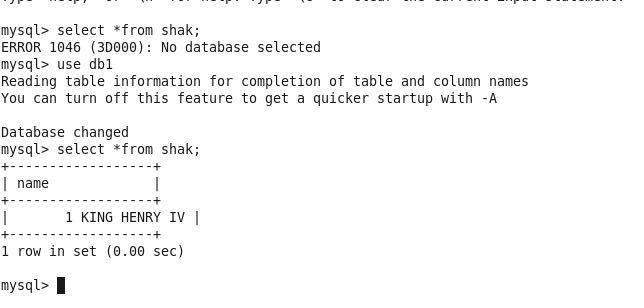 mysql> select *from shak;
ERROR 1046 (3D000): No database selected
mysql> use db1
Reading table information for completion of table and column names
You can turn off this feature to get a quicker startup with -A
Database changed
mysql> select *from shak;
+------------------+
| name             |
+------------------+
|       1 KING HENRY IV |
+------------------+
1 row in set (0.00 sec)
mysql>